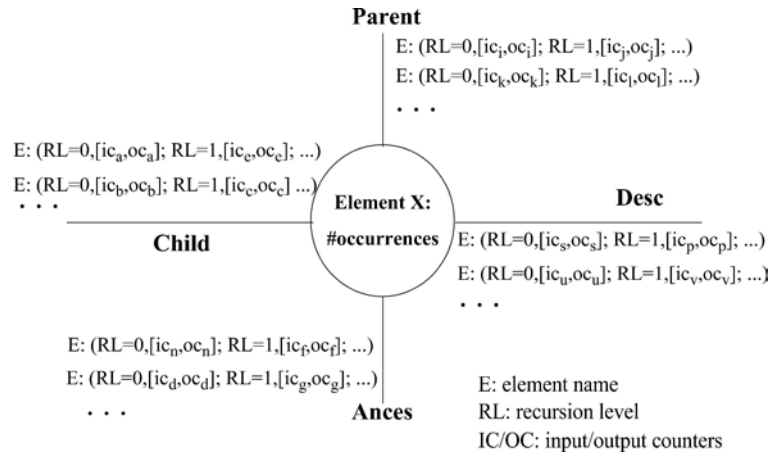 Parent
E: (RL=0,[ic_i,oc_i]; RL=1,[ic_j,oc_j]; ...)
E: (RL=0,[ic_k,oc_k]; RL=1,[ic_l,oc_l]; ...)
. . .
E: (RL=0,[ic_a,oc_a]; RL=1,[ic_e,oc_e]; ...)
E: (RL=0,[ic_b,oc_b]; RL=1,[ic_c,oc_c] ...)
. . .
Child
Element X:
#occurrences
Desc
E: (RL=0,[ic_s,oc_s]; RL=1,[ic_p,oc_p]; ...)
E: (RL=0,[ic_u,oc_u]; RL=1,[ic_v,oc_v]; ...)
. . .
E: (RL=0,[ic_n,oc_n]; RL=1,[ic_f,oc_f]; ...)
E: (RL=0,[ic_d,oc_d]; RL=1,[ic_g,oc_g]; ...)
. . .
Ances
E: element name
RL: recursion level
IC/OC: input/output counters